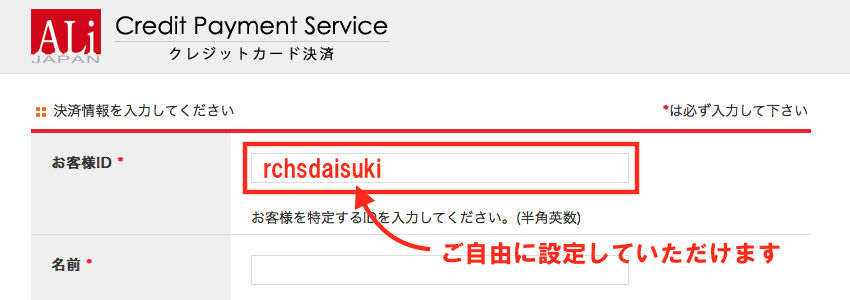 ALi
JAPAN
Credit Payment Service
クレジットカード決済
決済情報を入力してください
*は必ず入力して下さい
お客様ID *
rchsdaisuki
お客様を特定するIDを入力してください。(半角英数)
ご自由に設定していただけます
名前 *